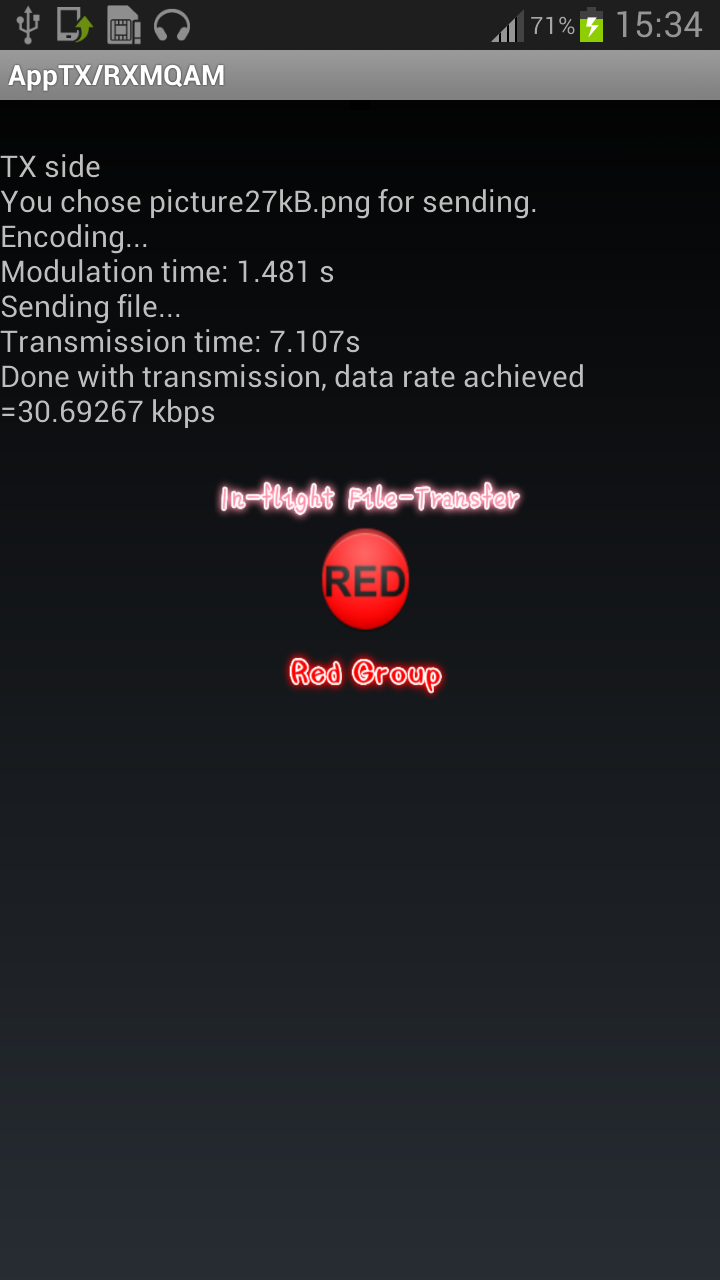 71% 15:34
AppTX/RXMQAM
TX side
You chose picture27kB.png for sending.
Encoding...
Modulation time: 1.481 s
Sending file...
Transmission time: 7.107s
Done with transmission, data rate achieved
=30.69267 kbps
In-flight File-Transfer
RED
Red Group